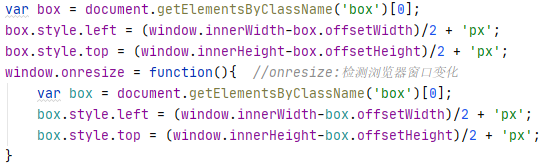 var box = document.getElementsByClassName('box')[0];
box.style.left = (window.innerWidth-box.offsetWidth)/2 + 'px';
box.style.top = (window.innerHeight-box.offsetHeight)/2 + 'px';
window.onresize = function(){  //onresize:检测浏览器窗口变化
    var box = document.getElementsByClassName('box')[0];
    box.style.left = (window.innerWidth-box.offsetWidth)/2 + 'px';
    box.style.top = (window.innerHeight-box.offsetHeight)/2 + 'px';
}